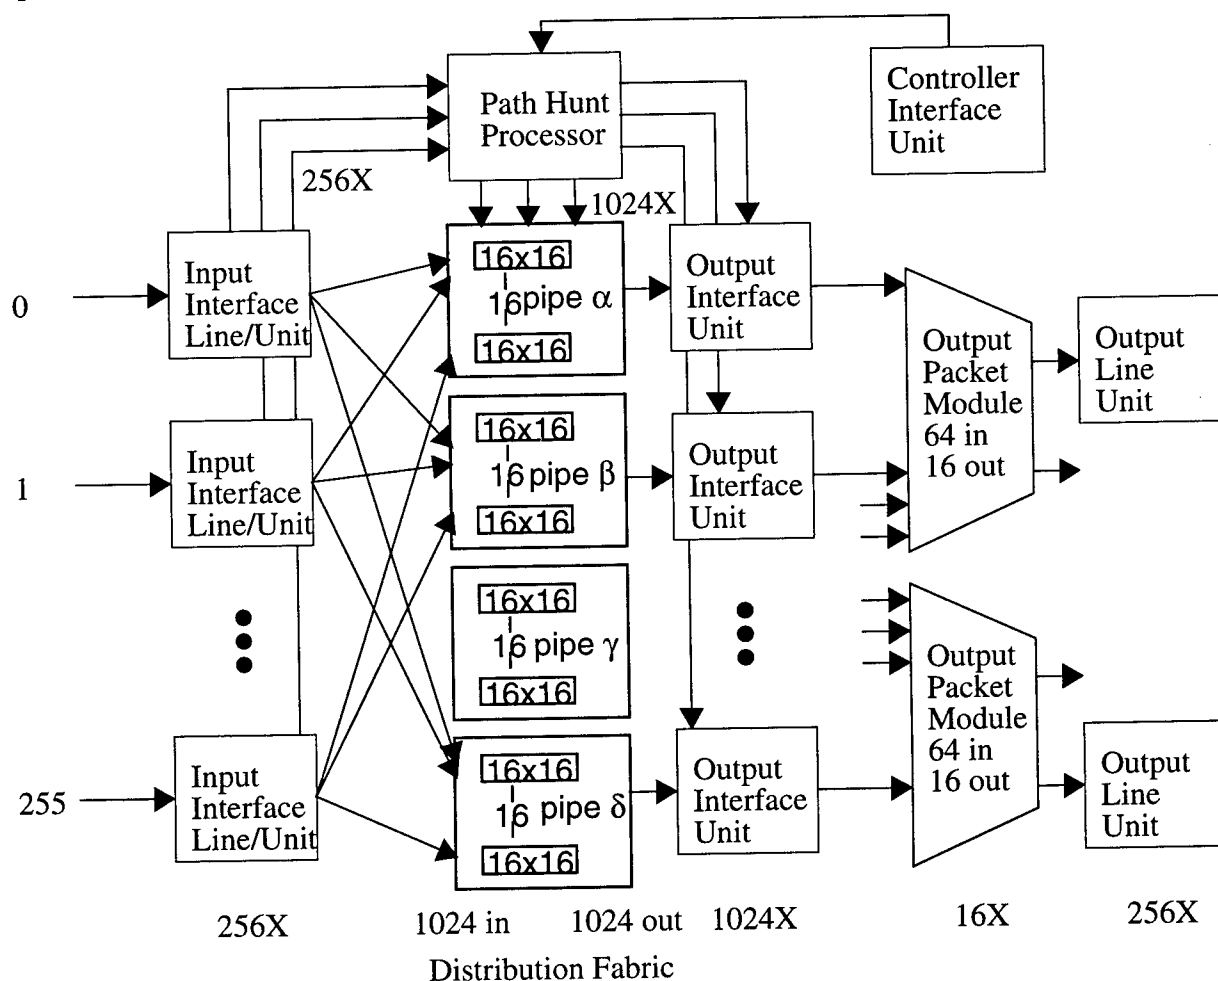 Controller
Interface
Unit
Path Hunt
Processor
256X
1024X
0
Input
Interface
Line/Unit
16x16
16 pipe α
16x16
Output
Interface
Unit
Output
Packet
Module
64 in
16 out
Output
Line
Unit
1
Input
Interface
Line/Unit
16x16
16 pipe β
16x16
Output
Interface
Unit
16x16
16 pipe γ
16x16
255
Input
Interface
Line/Unit
16x16
16 pipe δ
16x16
Output
Interface
Unit
Output
Packet
Module
64 in
16 out
Output
Line
Unit
256X
1024 in
1024 out
1024X
16X
256X
Distribution Fabric